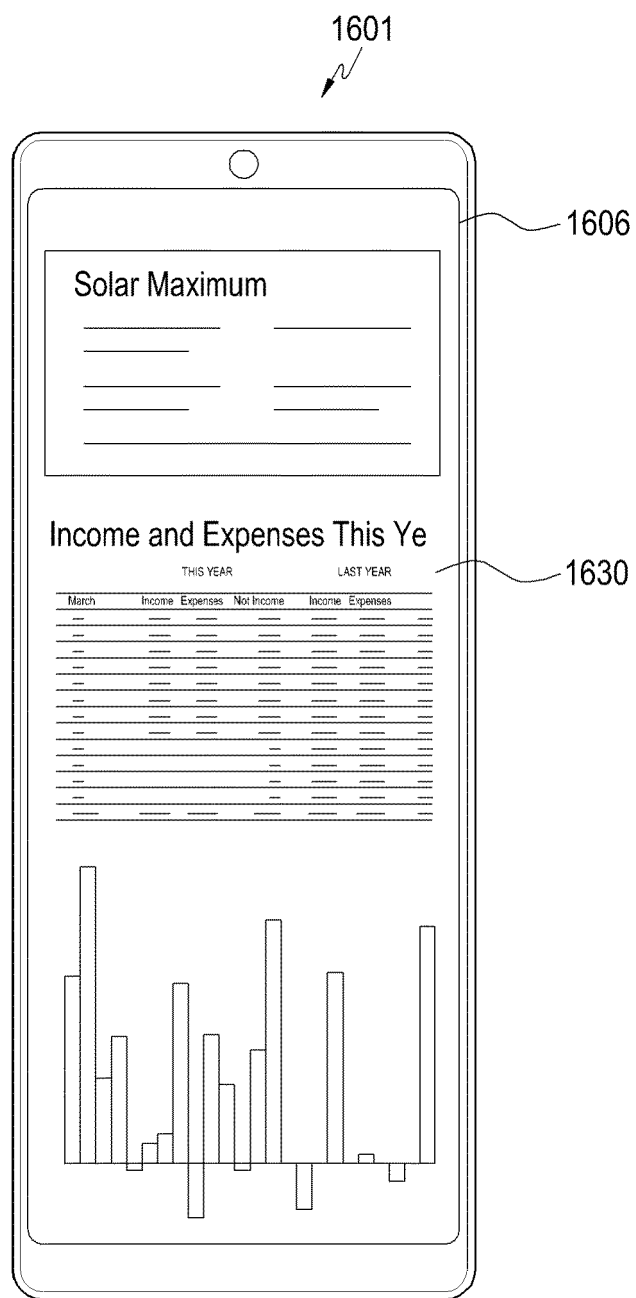 1601
1606
Solar Maximum
Income and Expenses This Ye
THIS YEAR LAST YEAR
1630
March Income Expenses Not Income Income Expenses